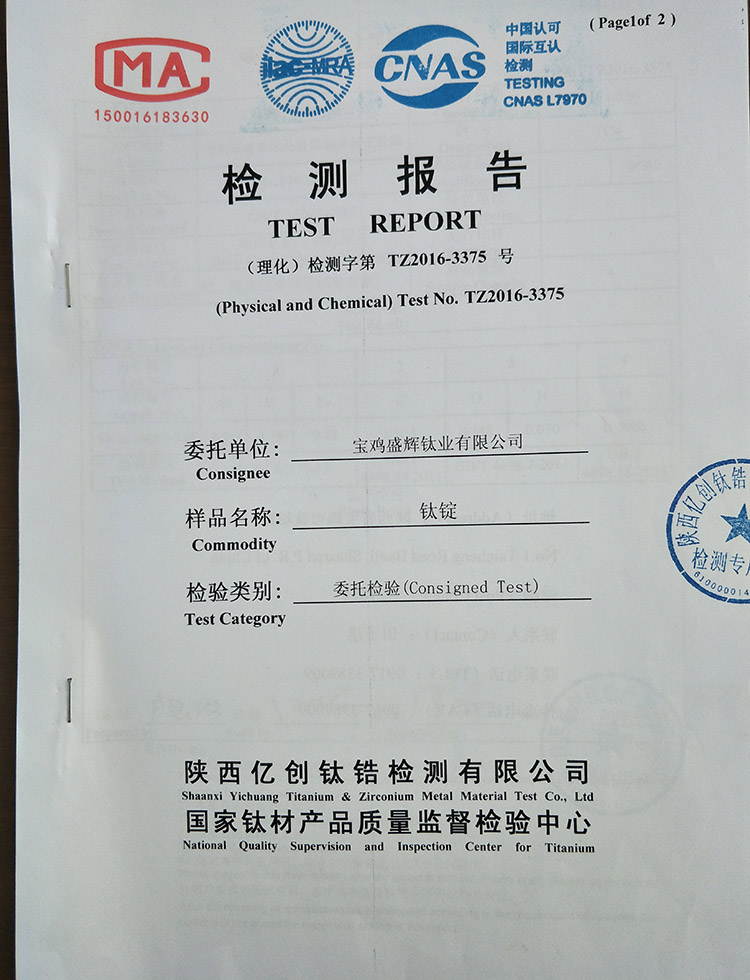 ( Page1of 2 )
CMA
150016183630
ilac-MRA
CNAS
中国认可
国际互认
检测
TESTING
CNAS L7970
检测报告
TEST REPORT
（理化）检测字第 TZ2016-3375 号
(Physical and Chemical) Test No. TZ2016-3375
委托单位: 宝鸡盛辉钛业有限公司
Consignee
样品名称: 钛锭
Commodity
检验类别: 委托检验(Consigned Test)
Test Category
陕西亿创钛锆
检测专用
61000001
陕西亿创钛锆检测有限公司
Shaanxi Yichuang Titanium & Zirconium Metal Material Test Co., Ltd
国家钛材产品质量监督检验中心
National Quality Supervision and Inspection Center for Titanium